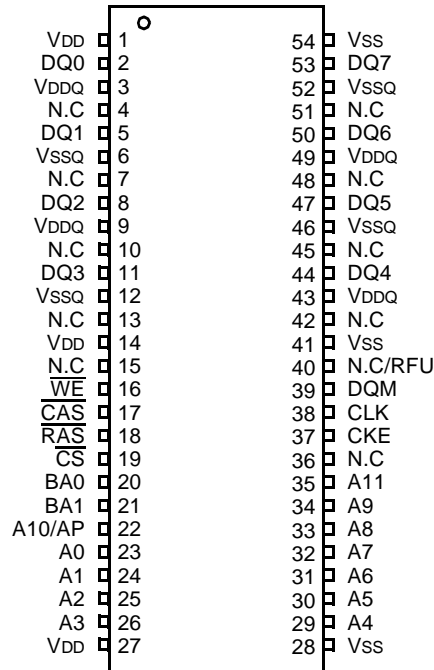 VDD 1 54 VSS
DQ0 2 53 DQ7
VDDQ 3 52 VSSQ
N.C 4 51 N.C
DQ1 5 50 DQ6
VSSQ 6 49 VDDQ
N.C 7 48 N.C
DQ2 8 47 DQ5
VDDQ 9 46 VSSQ
N.C 10 45 N.C
DQ3 11 44 DQ4
VSSQ 12 43 VDDQ
N.C 13 42 N.C
VDD 14 41 VSS
N.C 15 40 N.C/RFU
W̅E̅ 16 39 DQM
C̅A̅S̅ 17 38 CLK
R̅A̅S̅ 18 37 CKE
C̅S̅ 19 36 N.C
BA0 20 35 A11
BA1 21 34 A9
A10/AP 22 33 A8
A0 23 32 A7
A1 24 31 A6
A2 25 30 A5
A3 26 29 A4
VDD 27 28 VSS